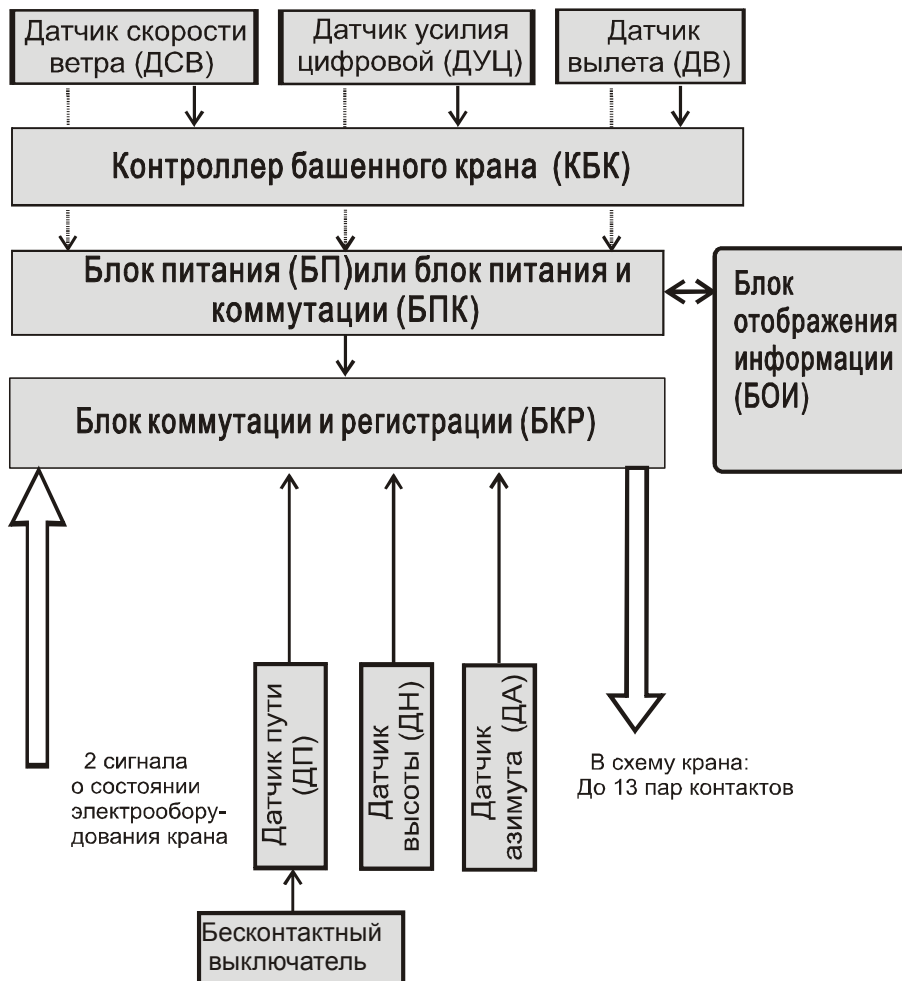 Датчик скорости
ветра (ДСВ)
Датчик усилия
цифровой (ДУЦ)
Датчик
вылета (ДВ)
Контроллер башенного крана (КБК)
Блок питания (БП)или блок питания и
коммутации (БПК)
Блок
отображения
информации
(БОИ)
Блок коммутации и регистрации (БКР)
2 сигнала
о состоянии
электрообору-
дования крана
Датчик пути
(ДП)
Датчик
высоты (ДН)
Датчик
азимута (ДА)
В схему крана:
До 13 пар контактов
Бесконтактный
выключатель